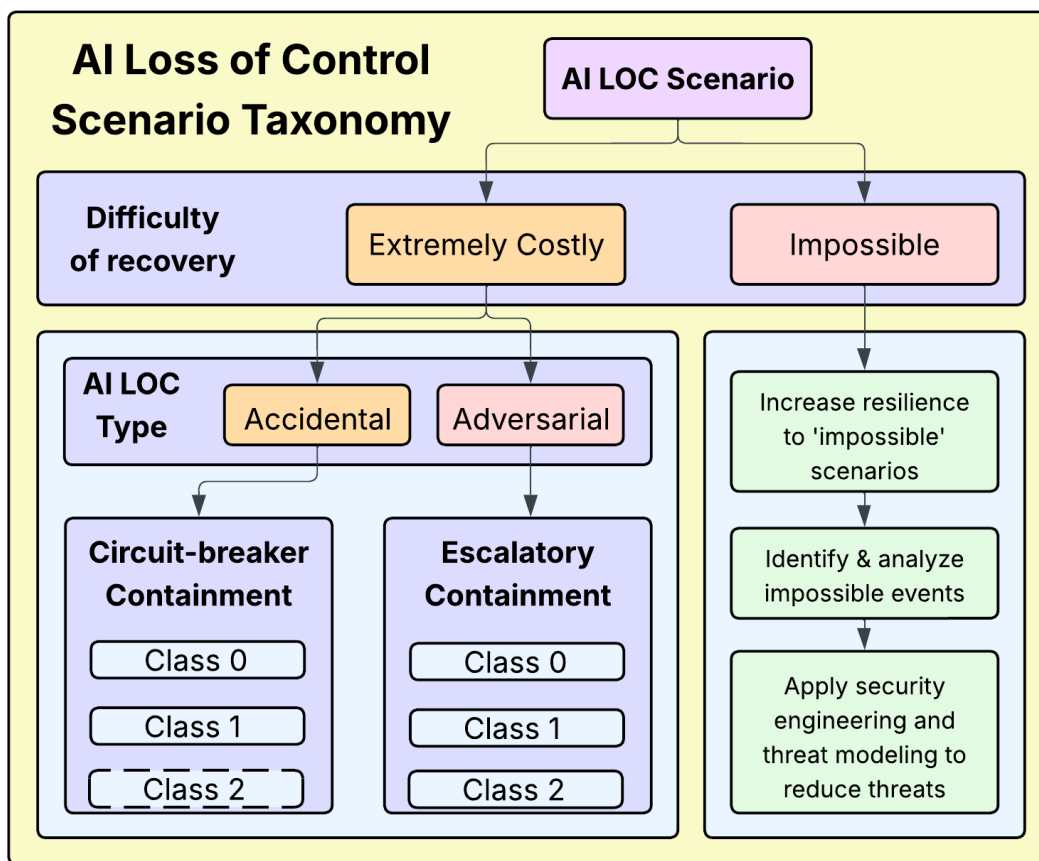 AI Loss of Control
Scenario Taxonomy
AI LOC Scenario
Difficulty
of recovery
Extremely Costly
Impossible
AI LOC
Type
Accidental
Adversarial
Circuit-breaker
Containment
Class 0
Class 1
Class 2
Escalatory
Containment
Class 0
Class 1
Class 2
Increase resilience
to 'impossible'
scenarios
Identify & analyze
impossible events
Apply security
engineering and
threat modeling to
reduce threats